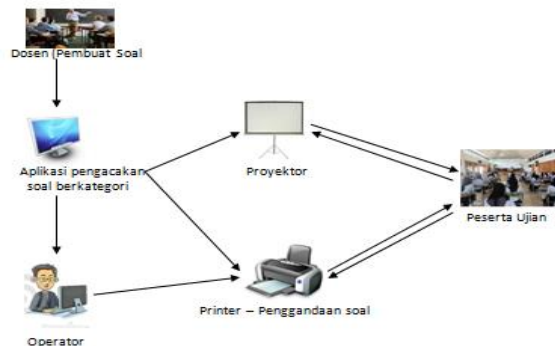 Dosen (Pembuat Soal
Aplikasi pengacakan
soal berkategori
Proyektor
Peserta Ujian
Printer – Penggandaan soal
Operator